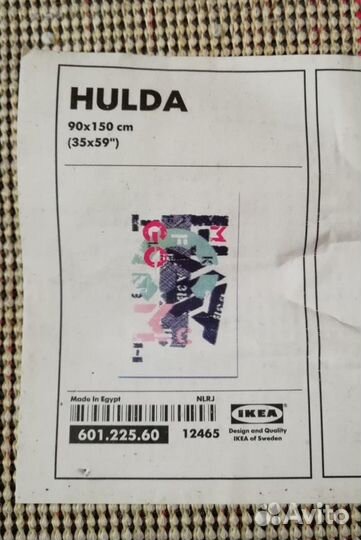 HULDA
90x150 cm
(35x59")
Made in Egypt
NLRJ
IKEA
601.225.60
12465
Design and Quality
IKEA of Sweden
Avito